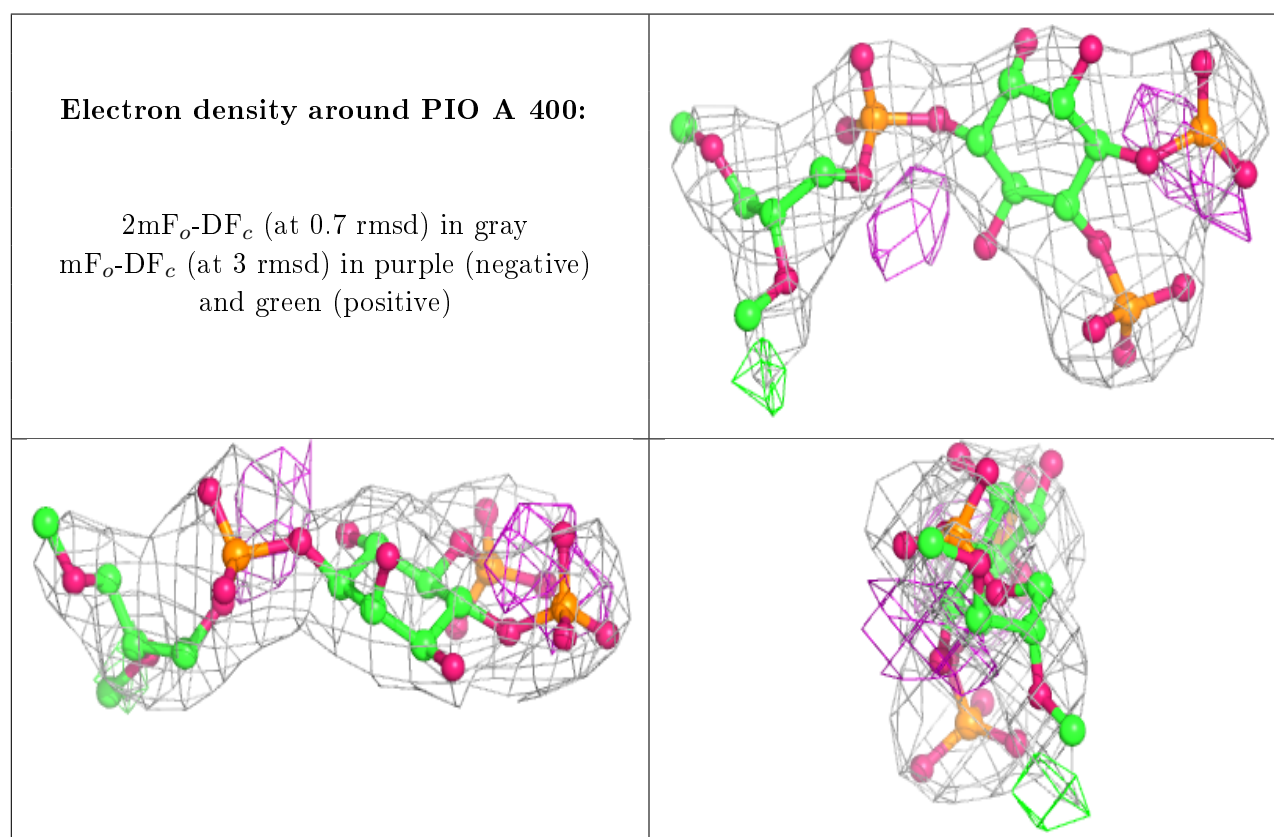 Electron density around PIO A 400:
2mFo-DFc (at 0.7 rmsd) in gray
mFo-DFc (at 3 rmsd) in purple (negative)
and green (positive)